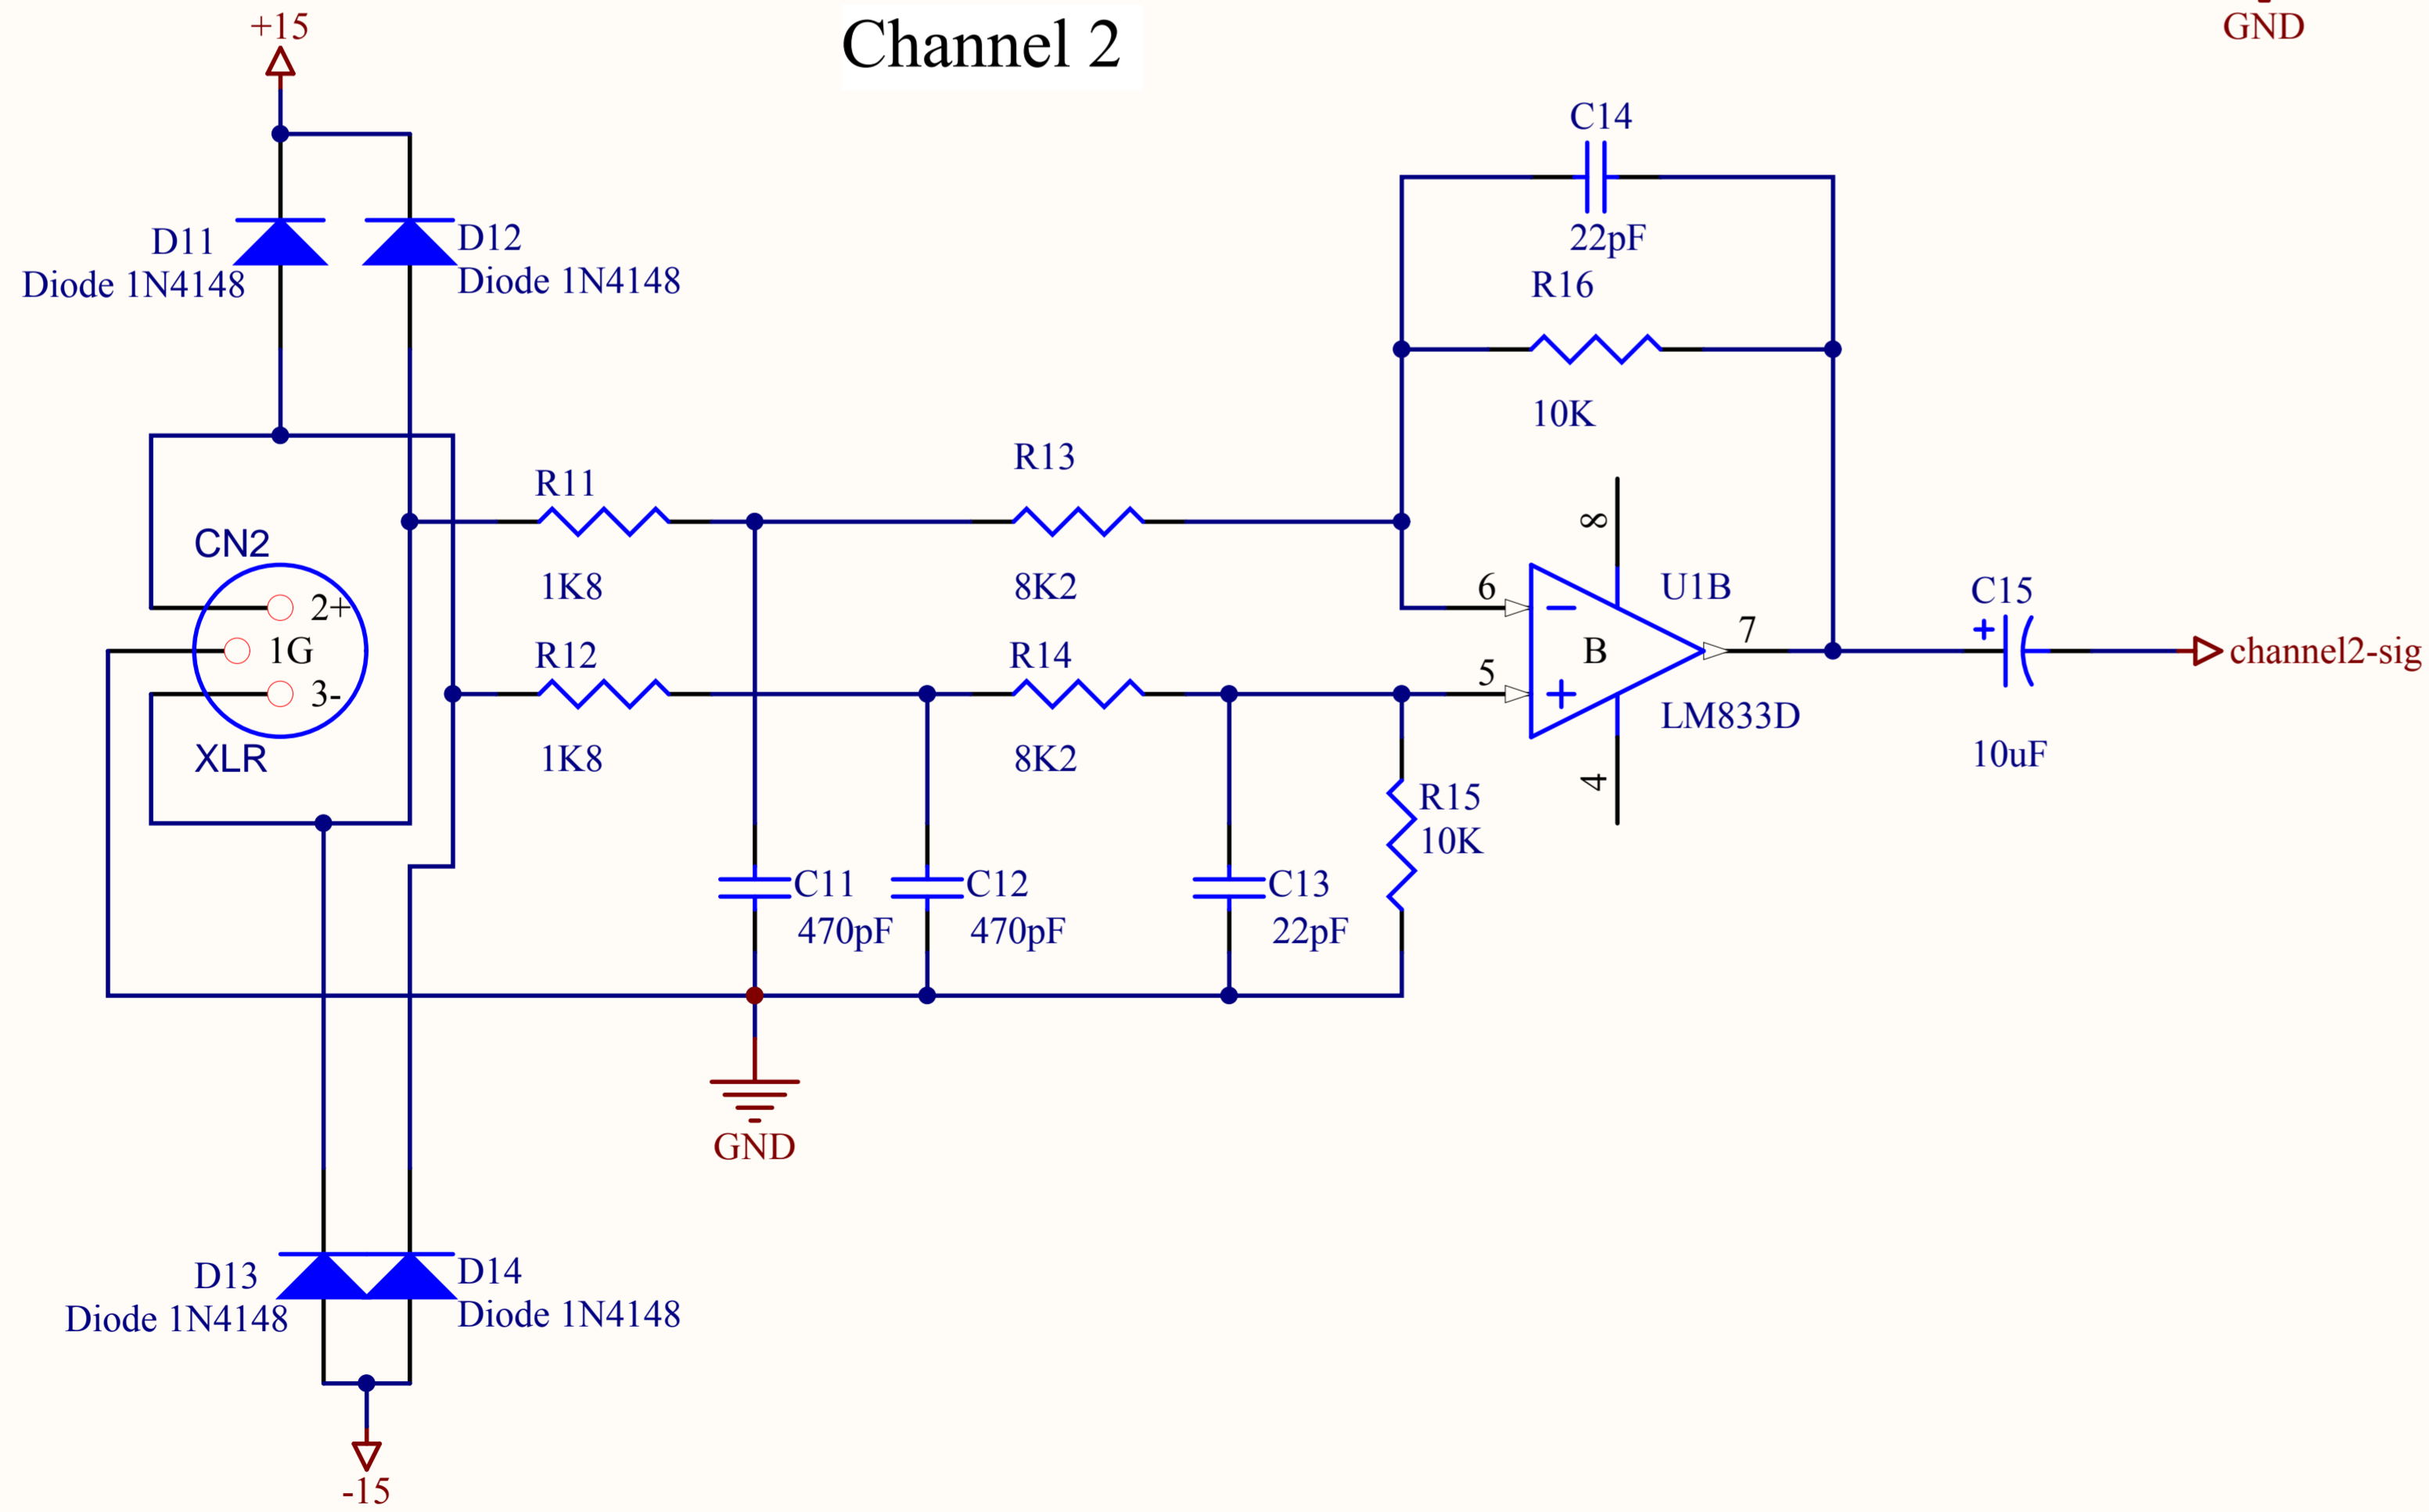 Channel 2
GND
+15
C14
22pF
D11
Diode 1N4148
D12
Diode 1N4148
R16
10K
R11
1K8
R13
8K2
CN2
2+
1G
3-
XLR
R12
1K8
R14
8K2
8
6
5
B
7
4
U1B
LM833D
C15
+
10uF
channel2-sig
R15
10K
C11
470pF
C12
470pF
C13
22pF
GND
D13
Diode 1N4148
D14
Diode 1N4148
-15